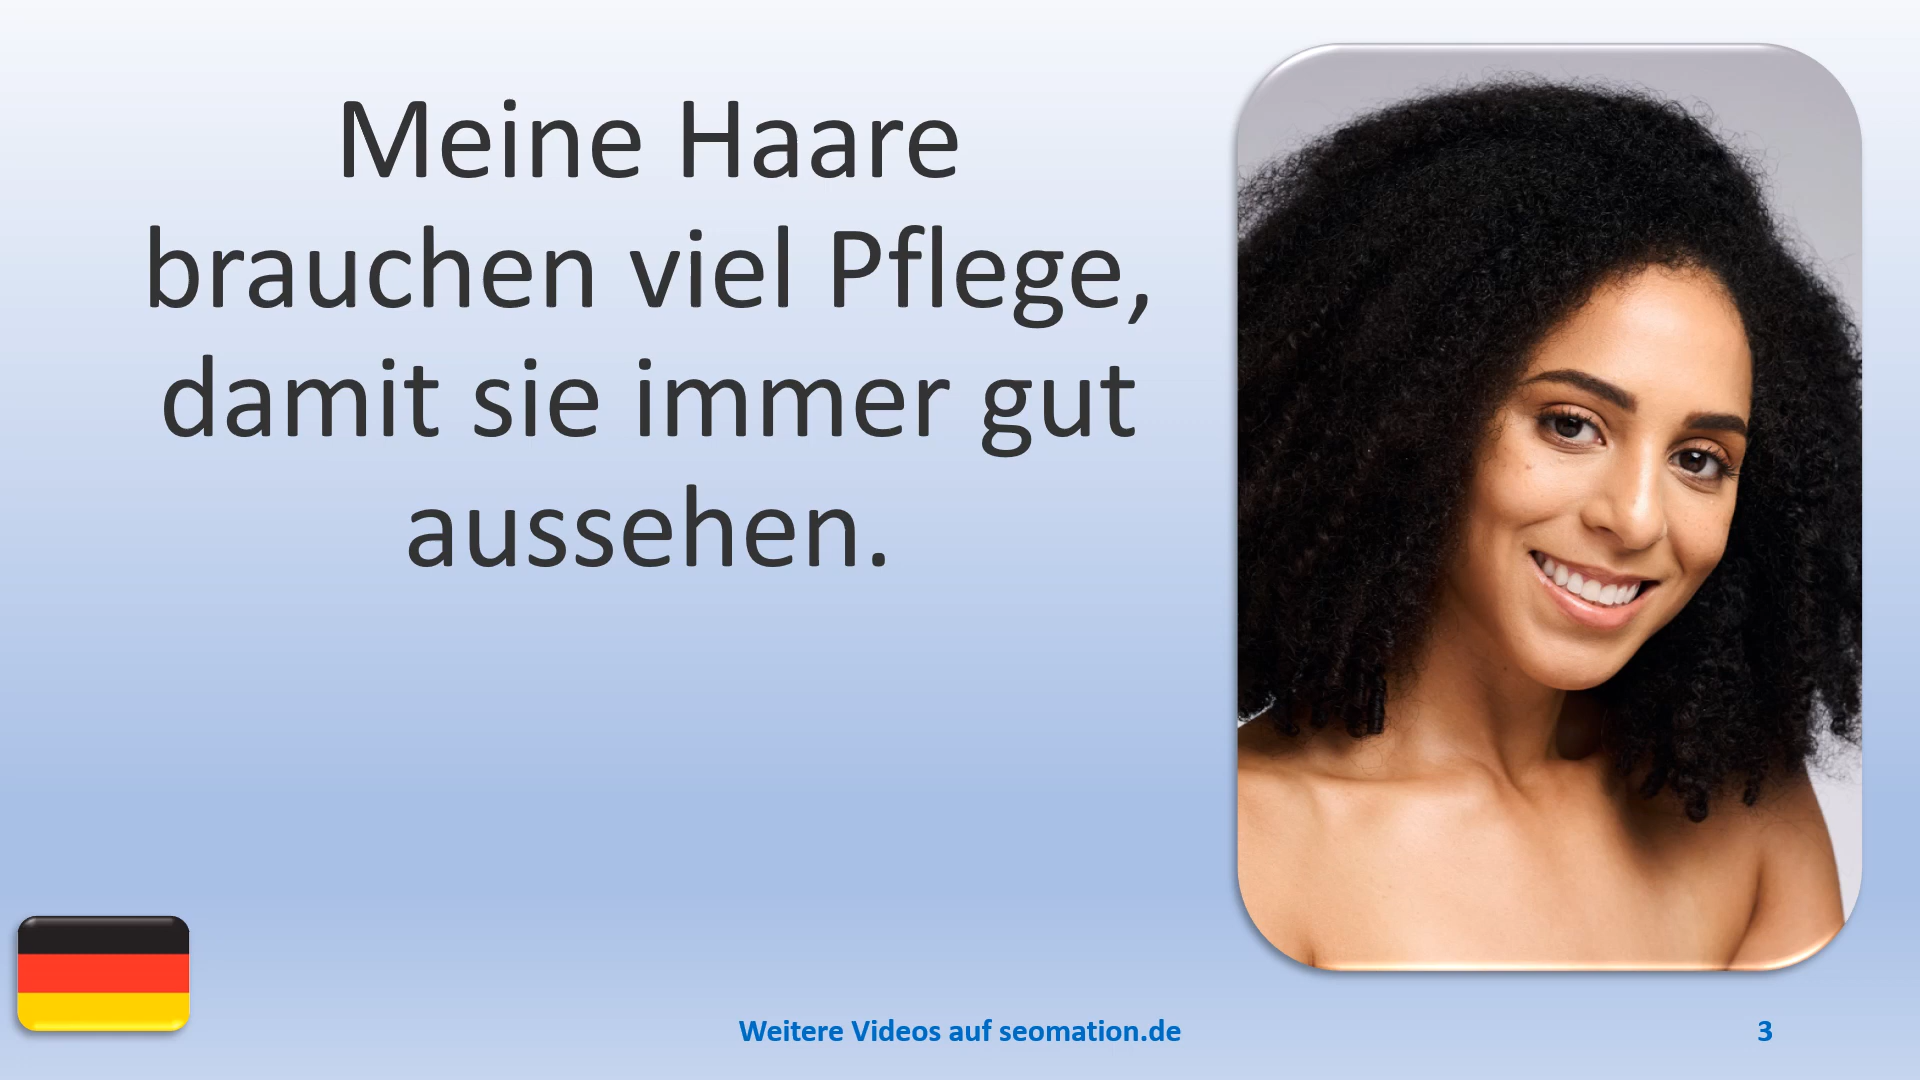 Meine Haare
brauchen viel Pflege,
damit sie immer gut
aussehen.
Weitere Videos auf seomation.de
3